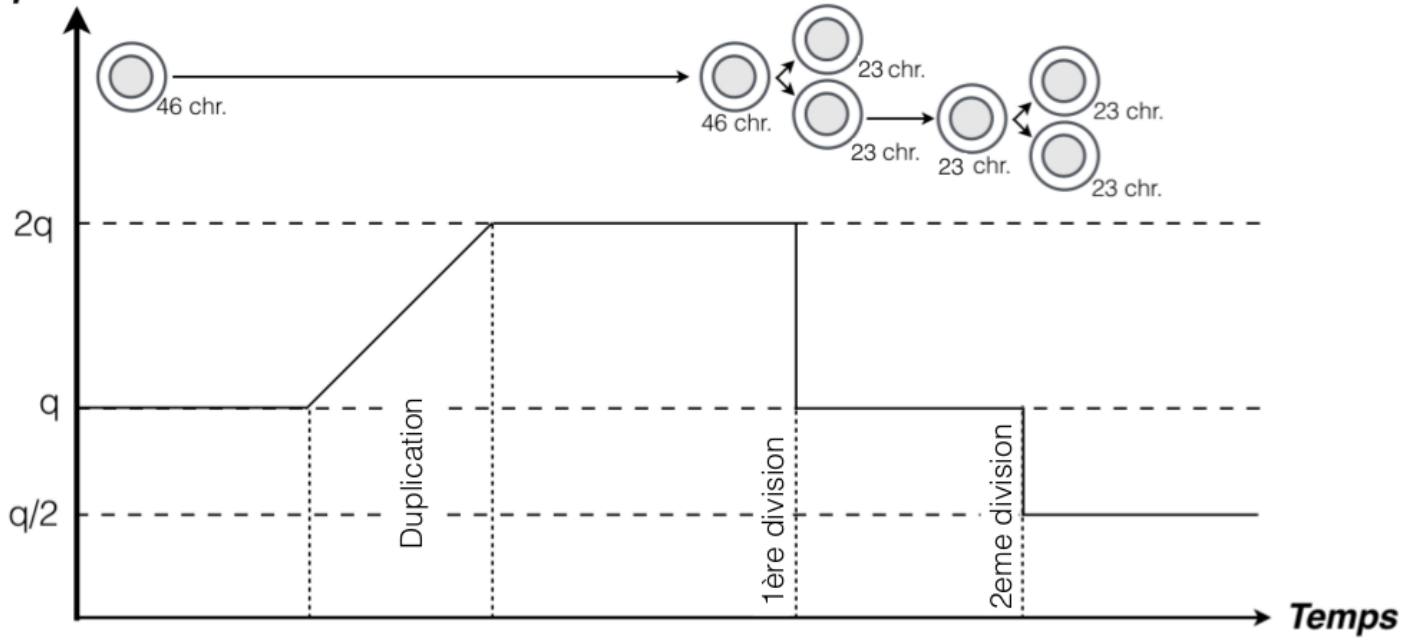 46 chr.
46 chr.
23 chr.
23 chr.
23 chr.
23 chr.
23 chr.
2q
q
q/2
Duplication
1ère division
2eme division
Temps